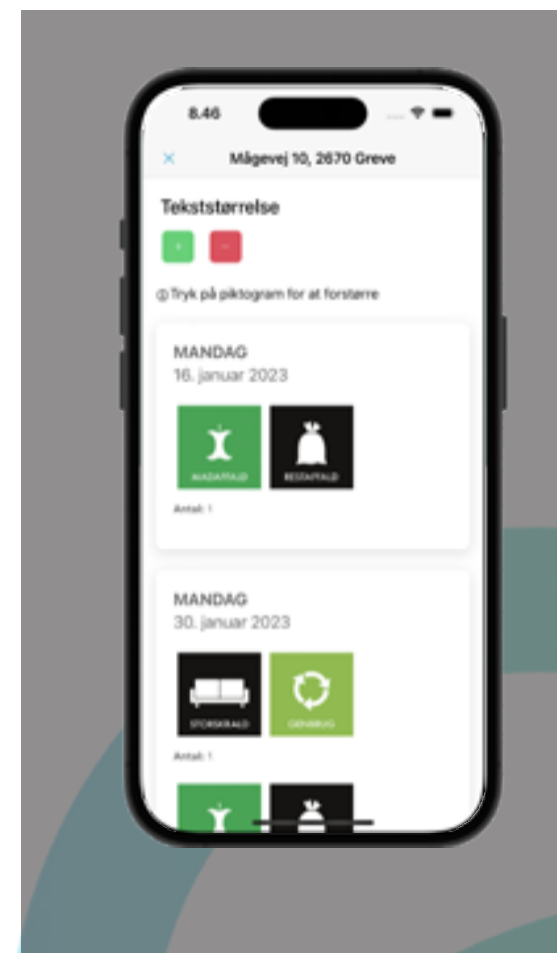 8.46
× Mågevej 10, 2670 Greve
Tekststørrelse
+ −
Tryk på piktogram for at forstørre
MANDAG
16. januar 2023
MADAFFALD RESTAFFALD
Antal: 1
MANDAG
30. januar 2023
STORSKRALD GENBRUG
Antal: 1